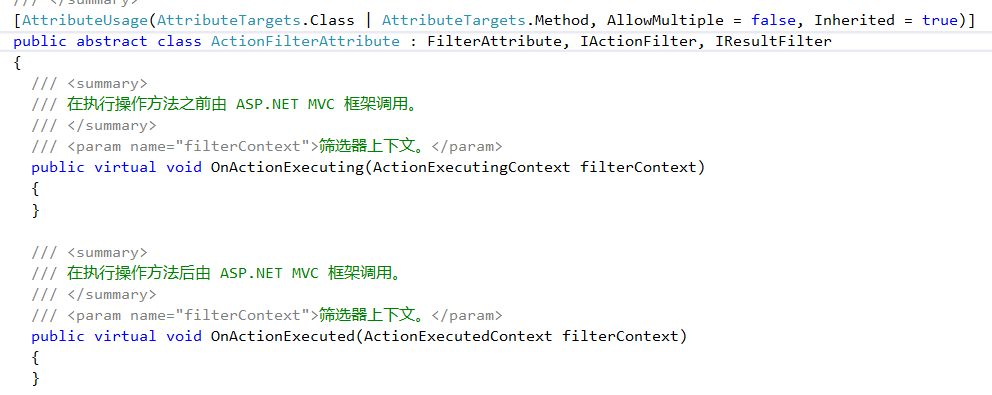 /// </summary>
[AttributeUsage(AttributeTargets.Class | AttributeTargets.Method, AllowMultiple = false, Inherited = true)]
public abstract class ActionFilterAttribute : FilterAttribute, IActionFilter, IResultFilter
{
/// <summary>
/// 在执行操作方法之前由 ASP.NET MVC 框架调用。
/// </summary>
/// <param name="filterContext">筛选器上下文。</param>
public virtual void OnActionExecuting(ActionExecutingContext filterContext)
{
}
/// <summary>
/// 在执行操作方法后由 ASP.NET MVC 框架调用。
/// </summary>
/// <param name="filterContext">筛选器上下文。</param>
public virtual void OnActionExecuted(ActionExecutedContext filterContext)
{
}